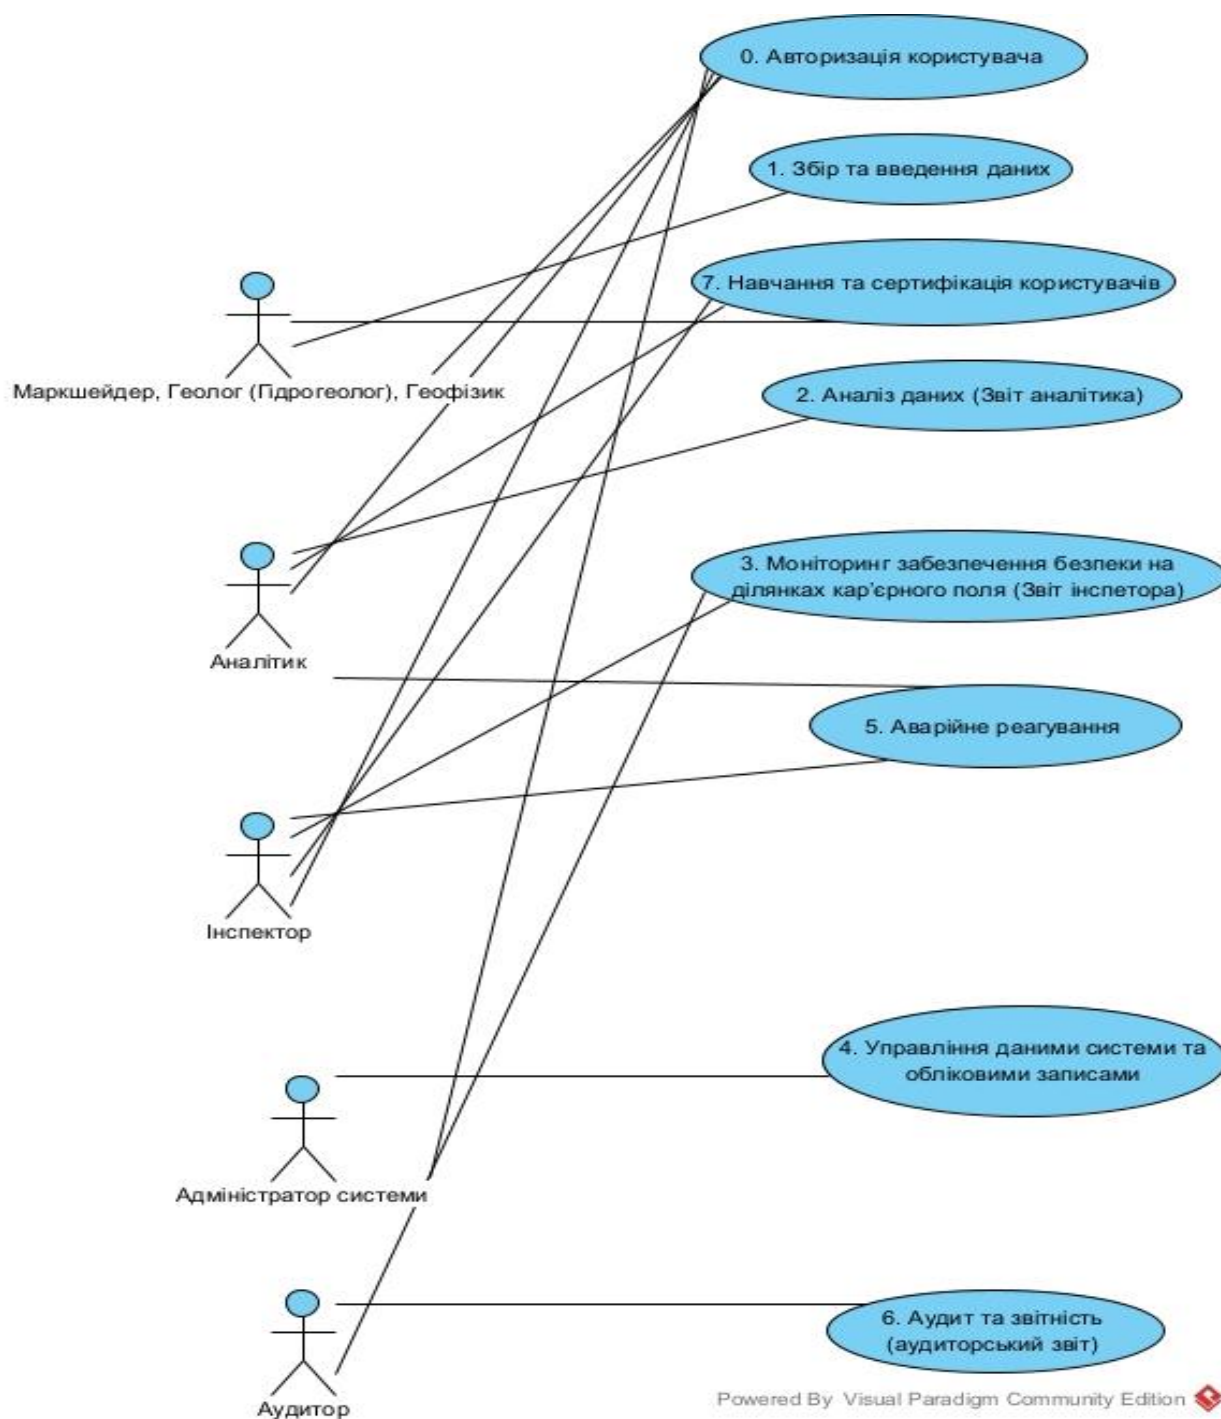 0. Авторизація користувача
1. Збір та введення даних
7. Навчання та сертифікація користувачів
Маркшейдер, Геолог (Гідрогеолог), Геофізик
2. Аналіз даних (Звіт аналітика)
3. Моніторинг забезпечення безпеки на
ділянках кар'єрного поля (Звіт інспетора)
Аналітик
5. Аварійне реагування
Інспектор
4. Управління даними системи та
обліковими записами
Адміністратор системи
6. Аудит та звітність
(аудиторський звіт)
Аудитор
Powered By Visual Paradigm Community Edition